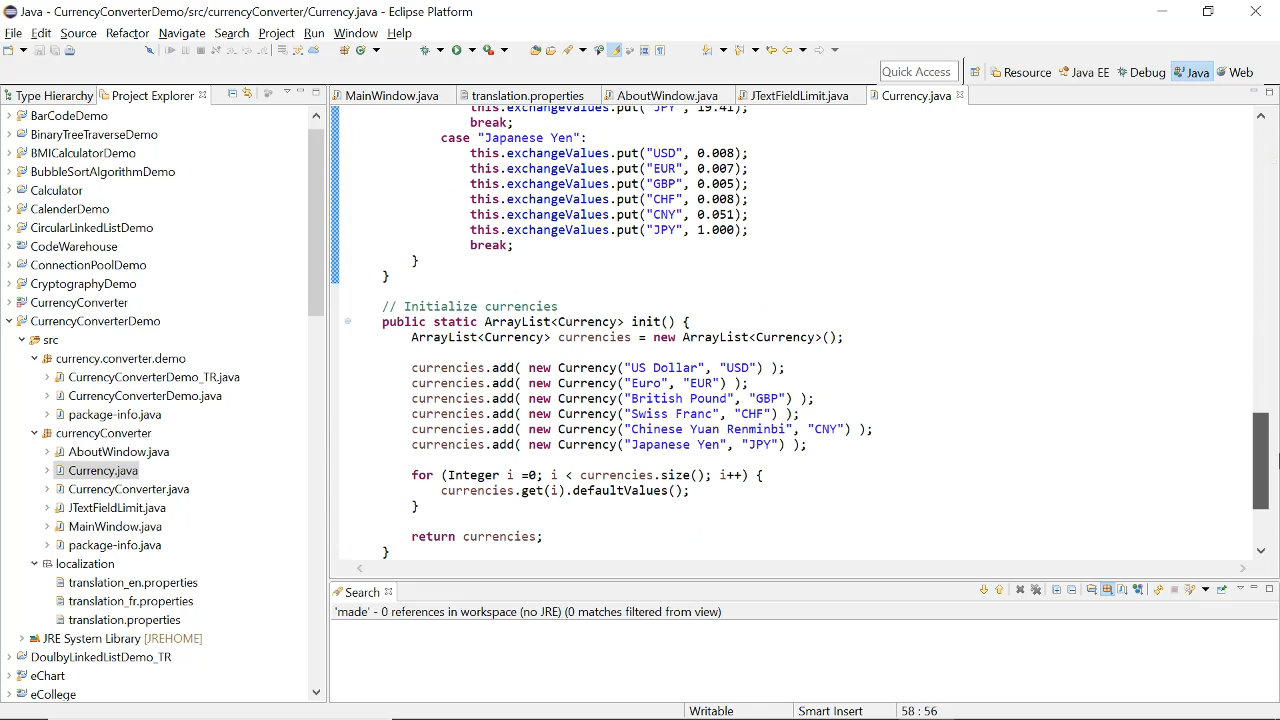 Java - CurrencyConverterDemo/src/currencyConverter/Currency.java - Eclipse Platform
File Edit Source Refactor Navigate Search Project Run Window Help
Quick Access Resource Java EE Debug Java Web
Type Hierarchy Project Explorer
MainWindow.java translation.properties AboutWindow.java JTextFieldLimit.java Currency.java
BarCodeDemo
BinaryTreeTraverseDemo
BMICalculatorDemo
BubbleSortAlgorithmDemo
Calculator
CalenderDemo
CircularLinkedListDemo
CodeWarehouse
ConnectionPoolDemo
CryptographyDemo
CurrencyConverter
CurrencyConverterDemo
src
currency.converter.demo
CurrencyConverterDemo_TR.java
CurrencyConverterDemo.java
package-info.java
currencyConverter
AboutWindow.java
Currency.java
CurrencyConverter.java
JTextFieldLimit.java
MainWindow.java
package-info.java
localization
translation_en.properties
translation_fr.properties
translation.properties
JRE System Library [JREHOME]
DoulbyLinkedListDemo_TR
eChart
eCollege
this.exchangeValues.put("JPY", 19.41);
break;
case "Japanese Yen":
this.exchangeValues.put("USD", 0.008);
this.exchangeValues.put("EUR", 0.007);
this.exchangeValues.put("GBP", 0.005);
this.exchangeValues.put("CHF", 0.008);
this.exchangeValues.put("CNY", 0.051);
this.exchangeValues.put("JPY", 1.000);
break;
}
}
// Initialize currencies
public static ArrayList<Currency> init() {
ArrayList<Currency> currencies = new ArrayList<Currency>();
currencies.add( new Currency("US Dollar", "USD") );
currencies.add( new Currency("Euro", "EUR") );
currencies.add( new Currency("British Pound", "GBP") );
currencies.add( new Currency("Swiss Franc", "CHF") );
currencies.add( new Currency("Chinese Yuan Renminbi", "CNY") );
currencies.add( new Currency("Japanese Yen", "JPY") );
for (Integer i =0; i < currencies.size(); i++) {
currencies.get(i).defaultValues();
}
return currencies;
}
Search
'made' - 0 references in workspace (no JRE) (0 matches filtered from view)
Writable Smart Insert 58 : 56